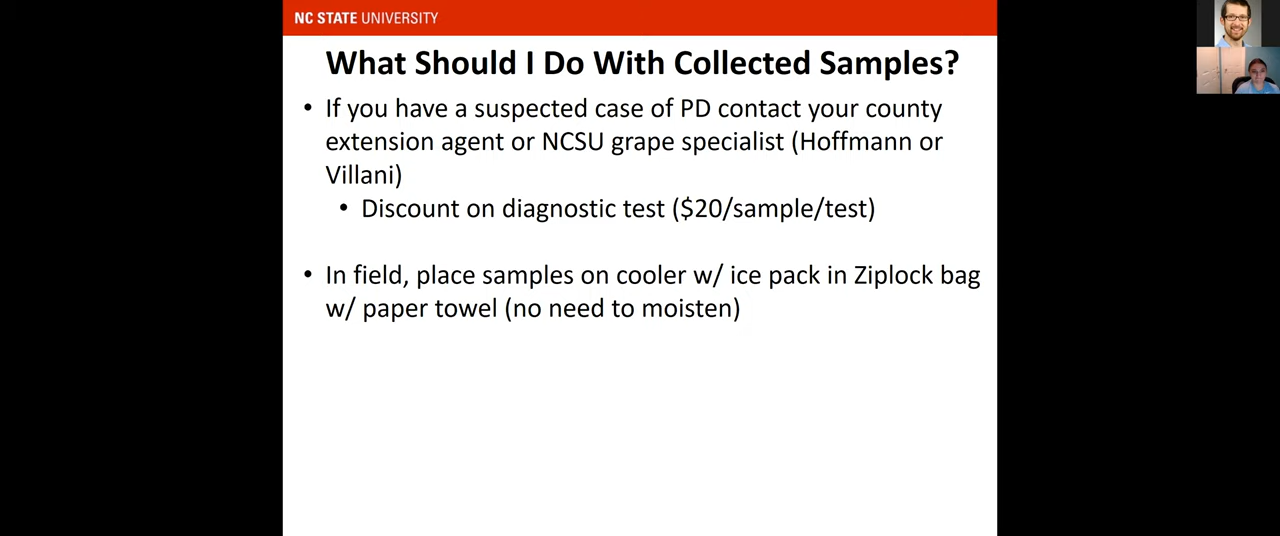 NC STATE UNIVERSITY
What Should I Do With Collected Samples?
• If you have a suspected case of PD contact your county
extension agent or NCSU grape specialist (Hoffmann or
Villani)
• Discount on diagnostic test ($20/sample/test)
• In field, place samples on cooler w/ ice pack in Ziplock bag
w/ paper towel (no need to moisten)